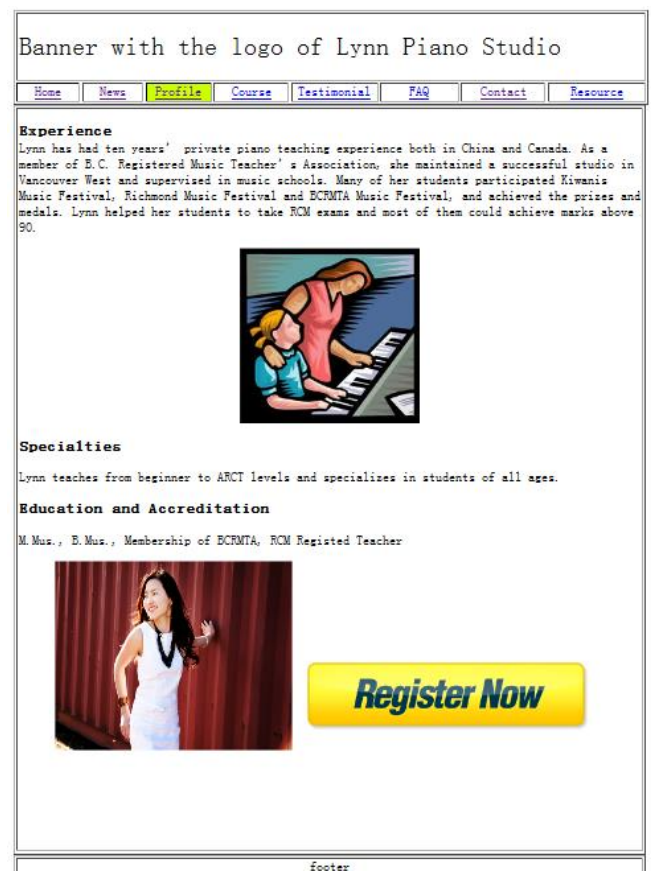 Banner with the logo of Lynn Piano Studio
Home News Profile Course Testimonial FAQ Contact Resource
Experience
Lynn has had ten years' private piano teaching experience both in China and Canada. As a
member of B.C. Registered Music Teacher's Association, she maintained a successful studio in
Vancouver West and supervised in music schools. Many of her students participated Kiwanis
Music Festival, Richmond Music Festival and BCRMTA Music Festival, and achieved the prizes and
medals. Lynn helped her students to take RCM exams and most of them could achieve marks above
90.
Specialties
Lynn teaches from beginner to ARCT levels and specializes in students of all ages.
Education and Accreditation
M.Mus., B.Mus., Membership of BCRMTA, RCM Registed Teacher
Register Now
footer